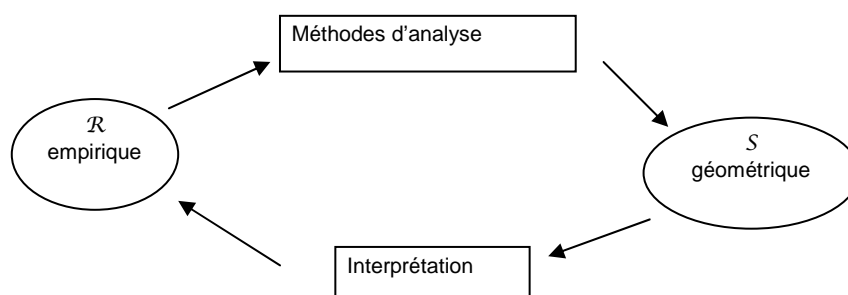 Méthodes d’analyse
ℛ
empirique
𝒮
géométrique
Interprétation